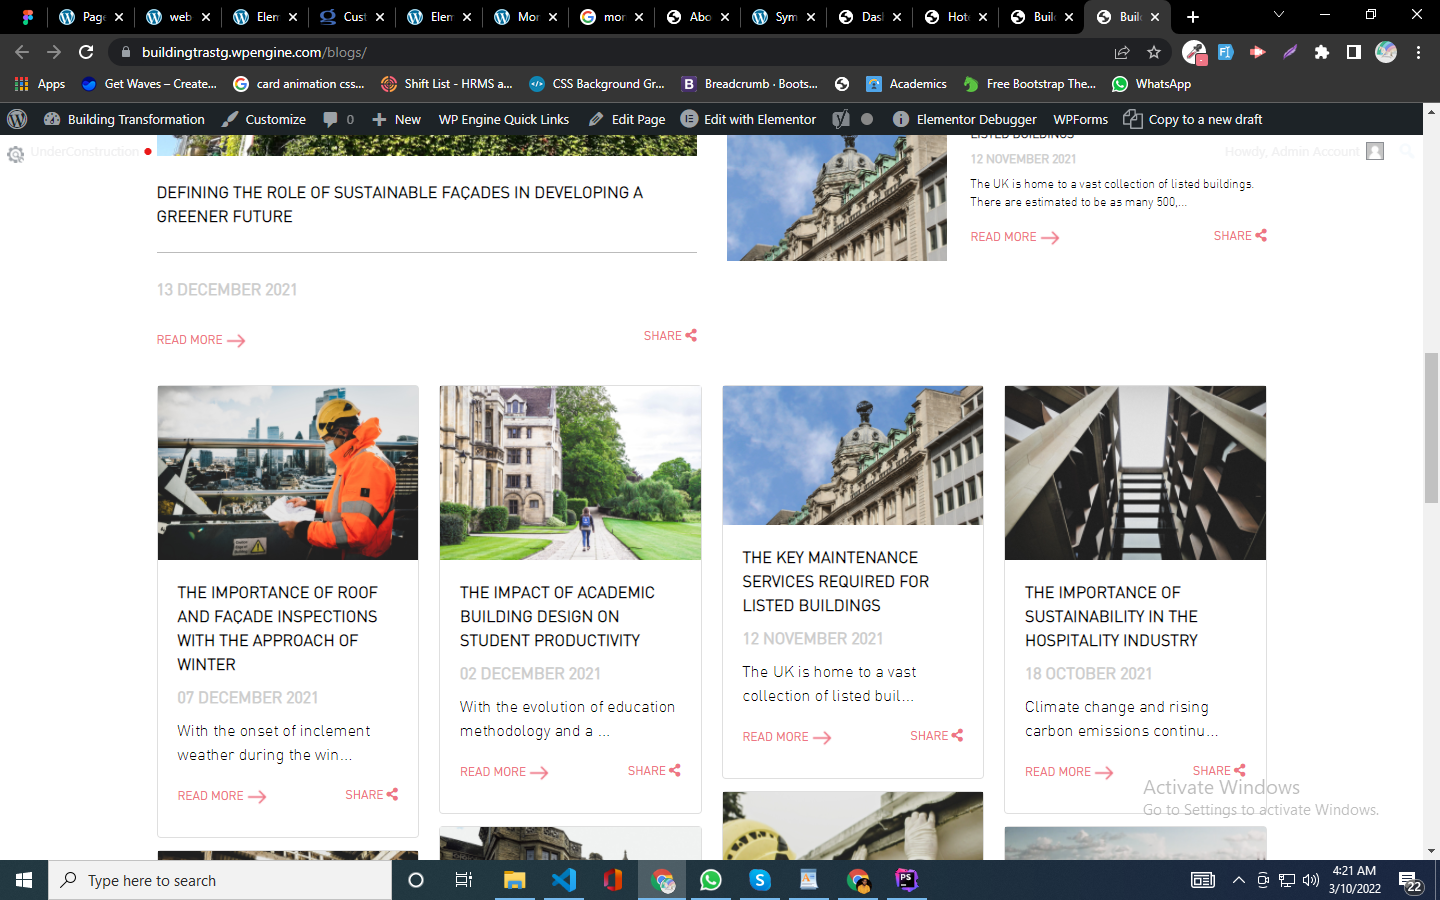 Page
web
Elem
Cust
Elem
Mor
mor
Abo
Sym
Das
Hot
Buil
Buil
buildingtrastg.wpengine.com/blogs/
Apps
Get Waves – Create...
card animation css...
Shift List - HRMS a...
CSS Background Gr...
Breadcrumb · Boots...
Academics
Free Bootstrap The...
WhatsApp
Building Transformation
Customize
0
New
WP Engine Quick Links
Edit Page
Edit with Elementor
Elementor Debugger
WPForms
Copy to a new draft
UnderConstruction
Howdy, Admin Account
LISTED BUILDINGS
12 NOVEMBER 2021
The UK is home to a vast collection of listed buildings.
There are estimated to be as many 500,...
READ MORE
SHARE
DEFINING THE ROLE OF SUSTAINABLE FAÇADES IN DEVELOPING A
GREENER FUTURE
13 DECEMBER 2021
READ MORE
SHARE
THE IMPORTANCE OF ROOF
AND FAÇADE INSPECTIONS
WITH THE APPROACH OF
WINTER
07 DECEMBER 2021
With the onset of inclement
weather during the win...
READ MORE
SHARE
THE IMPACT OF ACADEMIC
BUILDING DESIGN ON
STUDENT PRODUCTIVITY
02 DECEMBER 2021
With the evolution of education
methodology and a ...
READ MORE
SHARE
THE KEY MAINTENANCE
SERVICES REQUIRED FOR
LISTED BUILDINGS
12 NOVEMBER 2021
The UK is home to a vast
collection of listed buil...
READ MORE
SHARE
THE IMPORTANCE OF
SUSTAINABILITY IN THE
HOSPITALITY INDUSTRY
18 OCTOBER 2021
Climate change and rising
carbon emissions continu...
READ MORE
SHARE
Activate Windows
Go to Settings to activate Windows.
Type here to search
4:21 AM
3/10/2022
22